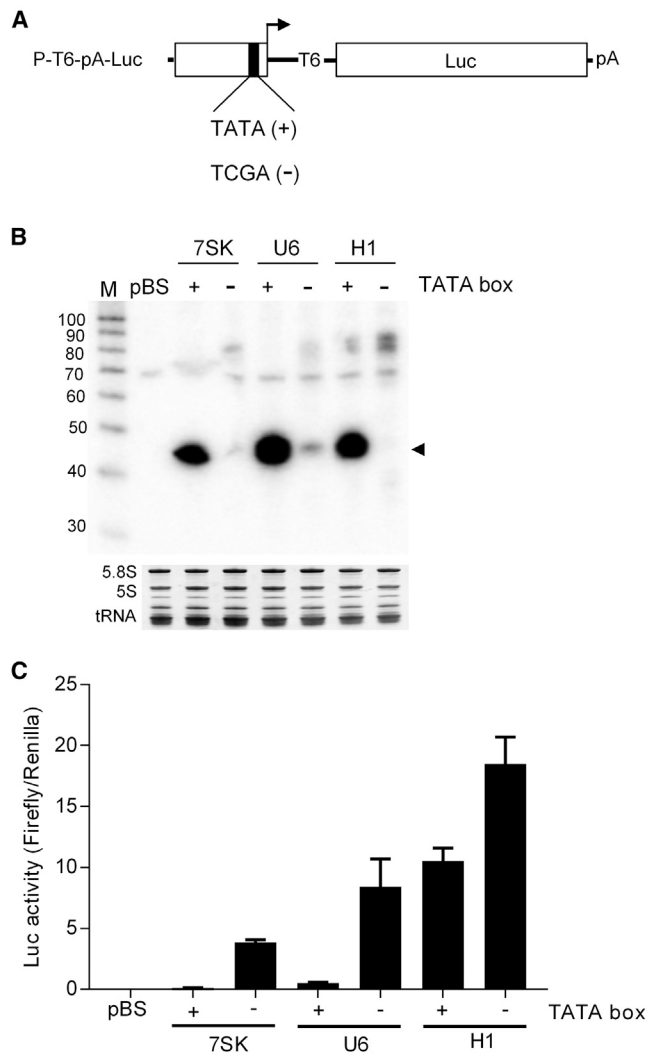 A
P-T6-pA-Luc
T6
Luc
pA
TATA (+)
TCGA (-)
B
7SK U6 H1
M pBS + - + - + - TATA box
100
90
80
70
60
50
40
30
5.8S
5S
tRNA
C
Luc activity (Firefly/Renilla)
25
20
15
10
5
0
pBS + - + - + - TATA box
7SK U6 H1